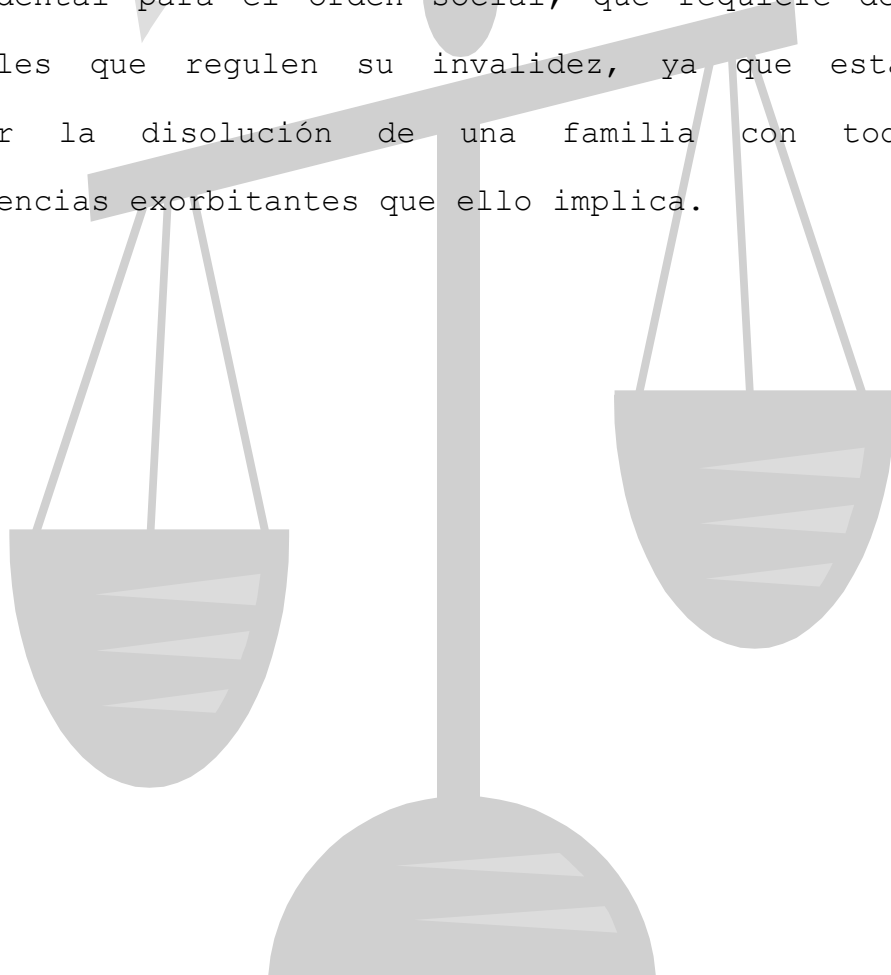 dental para el orden social, que requiere de
les que regulen su invalidez, ya que esta
r la disolución de una familia con tod
encias exorbitantes que ello implica.